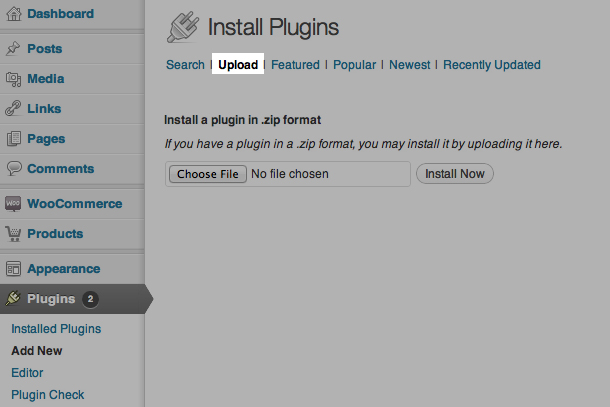 Dashboard
Posts
Media
Links
Pages
Comments
WOO
WooCommerce
Products
Appearance
Plugins 2
Installed Plugins
Add New
Editor
Plugin Check
Install Plugins
Search | Upload | Featured | Popular | Newest | Recently Updated
Install a plugin in .zip format
If you have a plugin in a .zip format, you may install it by uploading it here.
Choose File No file chosen Install Now